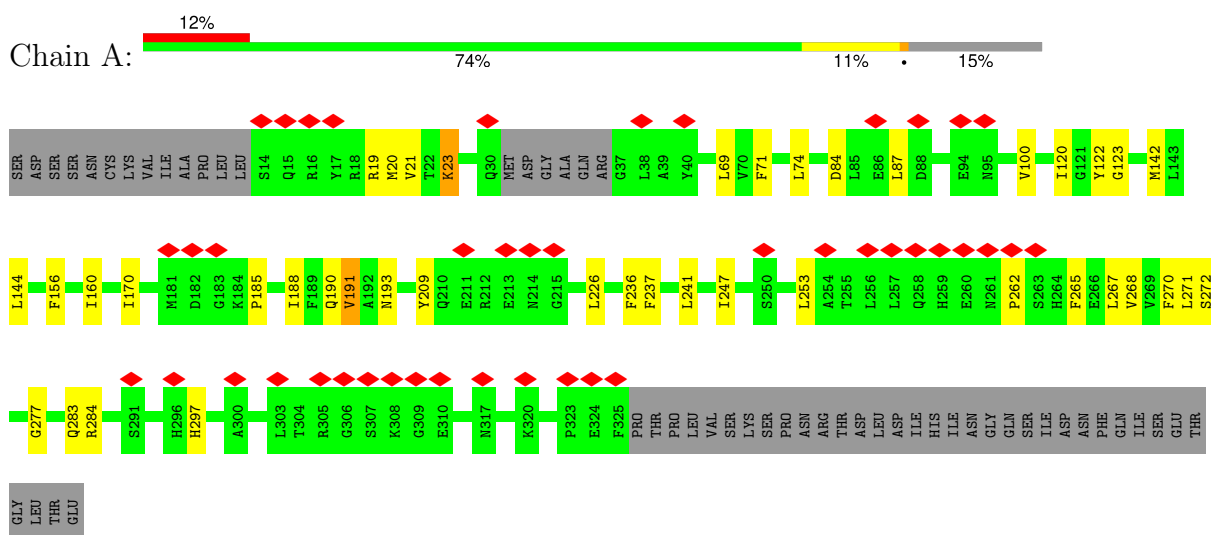 12%
Chain A:
74% 11% • 15%
SER ASP SER SER ASN CYS LYS VAL ILE ALA PRO LEU LEU S14 Q15 R16 Y17 R18 R19 M20 V21 T22 K23 Q30 MET ASP GLY ALA GLN ARG G37 L38 A39 Y40 L69 V70 F71 L74 D84 L85 E86 L87 D88 E94 N95 V100 I120 G121 Y122 G123 M142 L143
L144 F156 I160 I170 M181 D182 G183 K184 P185 I188 F189 Q190 V191 A192 N193 Y209 Q210 E211 R212 E213 N214 G215 L226 F236 F237 L241 I247 S250 L253 A254 T255 L256 L257 Q258 H259 E260 N261 P262 S263 H264 F265 E266 L267 V268 V269 F270 L271 S272
G277 Q283 R284 S291 H296 H297 A300 L303 T304 R305 G306 S307 K308 G309 E310 N317 K320 P323 E324 F325 PRO THR PRO LEU VAL SER LYS SER PRO ASN ARG THR ASP LEU ASP ILE HIS ILE ASN GLY GLN SER ILE ASP ASN PHE GLN ILE SER GLU THR
GLY LEU THR GLU